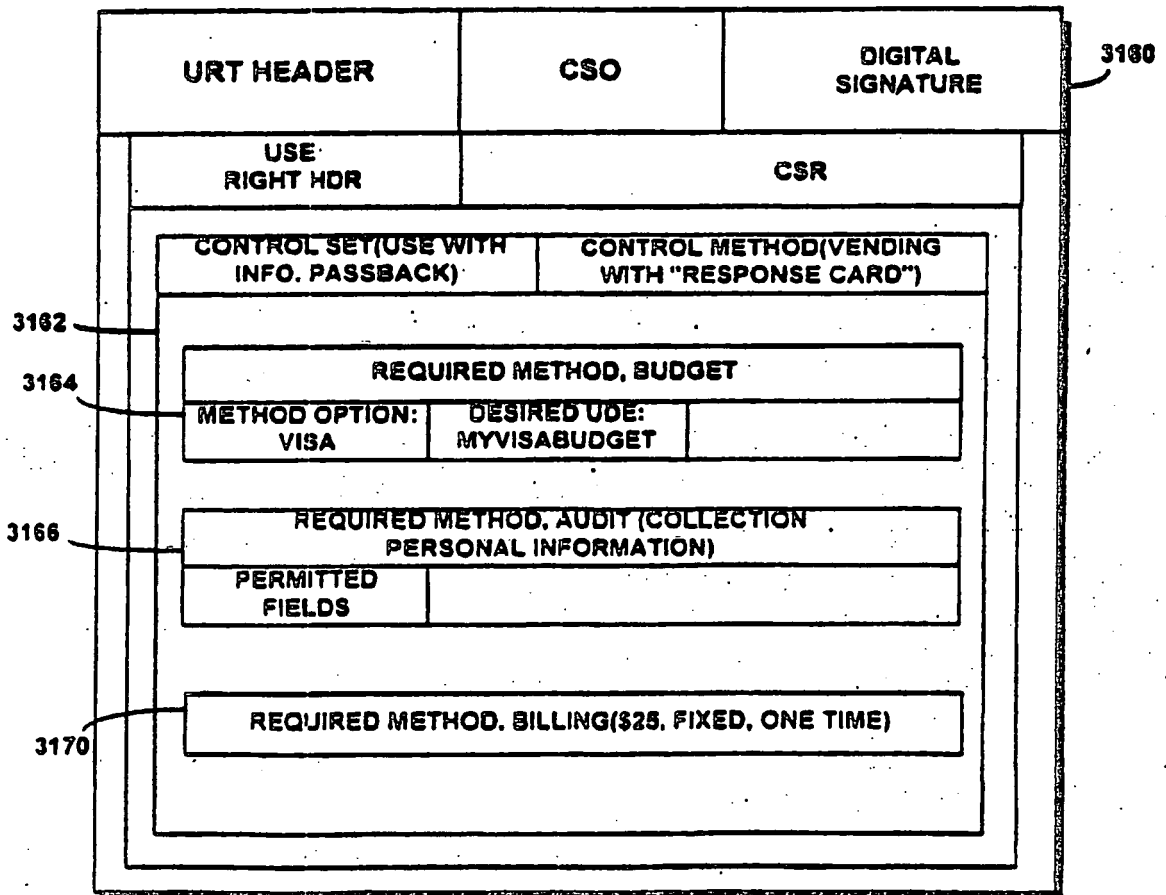 URT HEADER
CSO
DIGITAL
SIGNATURE
3160
USE
RIGHT HDR
CSR
CONTROL SET(USE WITH
INFO. PASSBACK)
CONTROL METHOD(VENDING
WITH "RESPONSE CARD")
3162
REQUIRED METHOD, BUDGET
3164
METHOD OPTION:
VISA
DESIRED UDE:
MYVISABUDGET
3166
REQUIRED METHOD, AUDIT (COLLECTION
PERSONAL INFORMATION)
PERMITTED
FIELDS
3170
REQUIRED METHOD. BILLING($25, FIXED, ONE TIME)